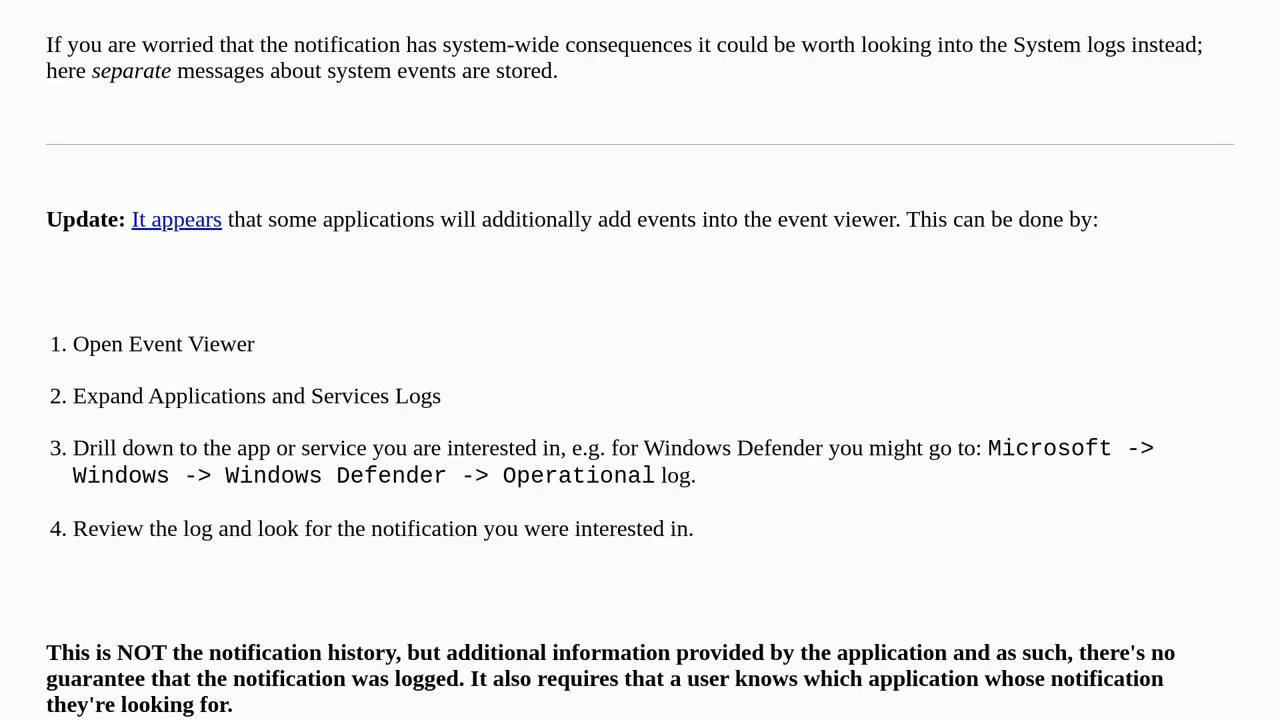 If you are worried that the notification has system-wide consequences it could be worth looking into the System logs instead;
here separate messages about system events are stored.
Update: It appears that some applications will additionally add events into the event viewer. This can be done by:
1. Open Event Viewer
2. Expand Applications and Services Logs
3. Drill down to the app or service you are interested in, e.g. for Windows Defender you might go to: Microsoft ->
Windows -> Windows Defender -> Operational log.
4. Review the log and look for the notification you were interested in.
This is NOT the notification history, but additional information provided by the application and as such, there's no
guarantee that the notification was logged. It also requires that a user knows which application whose notification
they're looking for.